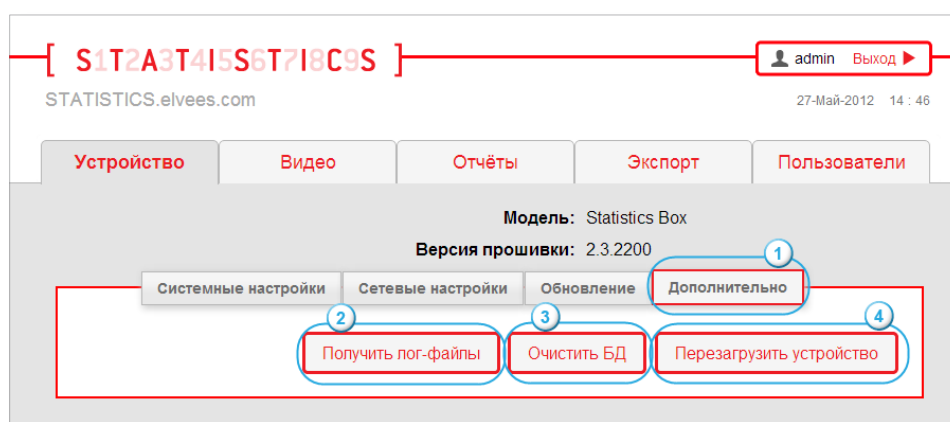 [ S1T2A3T4I5S6T7I8C9S ]
admin Выход
STATISTICS.elvees.com
27-Май-2012 14 : 46
Устройство Видео Отчёты Экспорт Пользователи
Модель: Statistics Box
Версия прошивки: 2.3.2200
1
Системные настройки Сетевые настройки Обновление Дополнительно
2 3 4
Получить лог-файлы Очистить БД Перезагрузить устройство